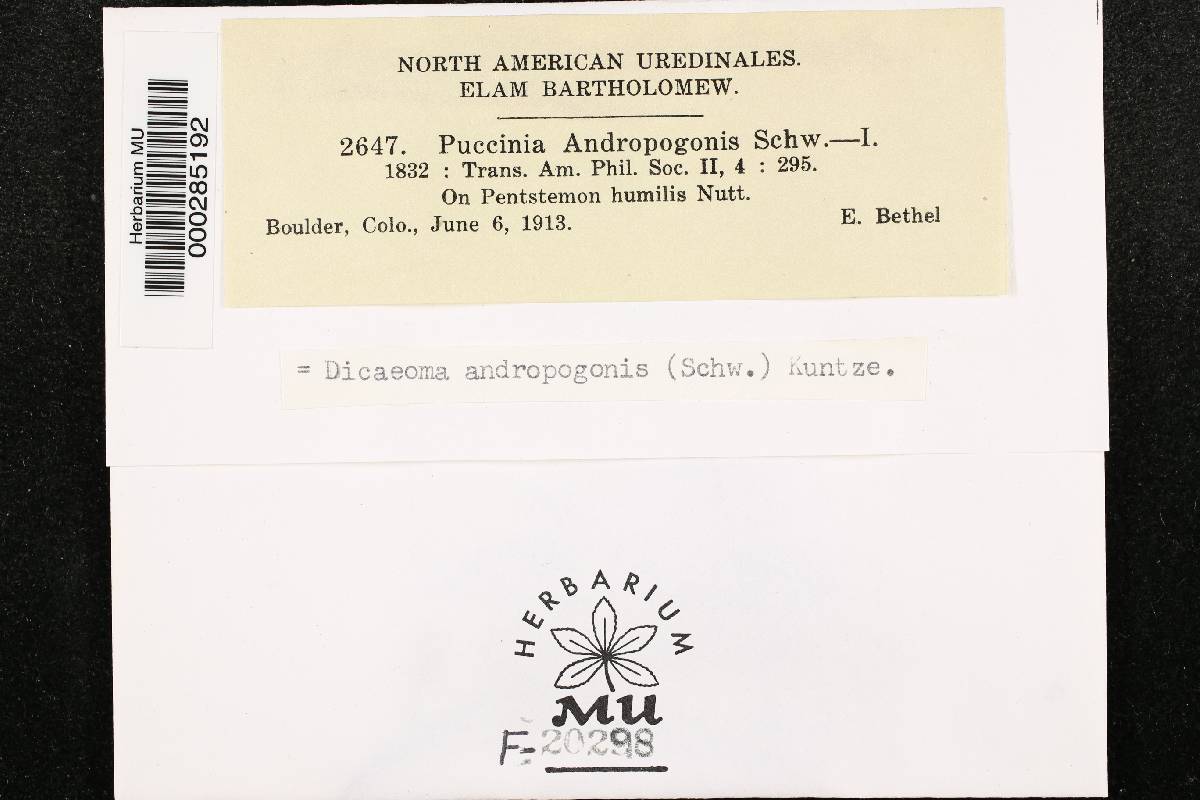 Herbarium MU
000285192
NORTH AMERICAN UREDINALES.
ELAM BARTHOLOMEW.
2647. Puccinia Andropogonis Schw.—I.
1832 : Trans. Am. Phil. Soc. II, 4 : 295.
On Pentstemon humilis Nutt.
Boulder, Colo., June 6, 1913. E. Bethel
= Dicaeoma andropogonis (Schw.) Kuntze.
HERBARIUM
MU
F- 20298